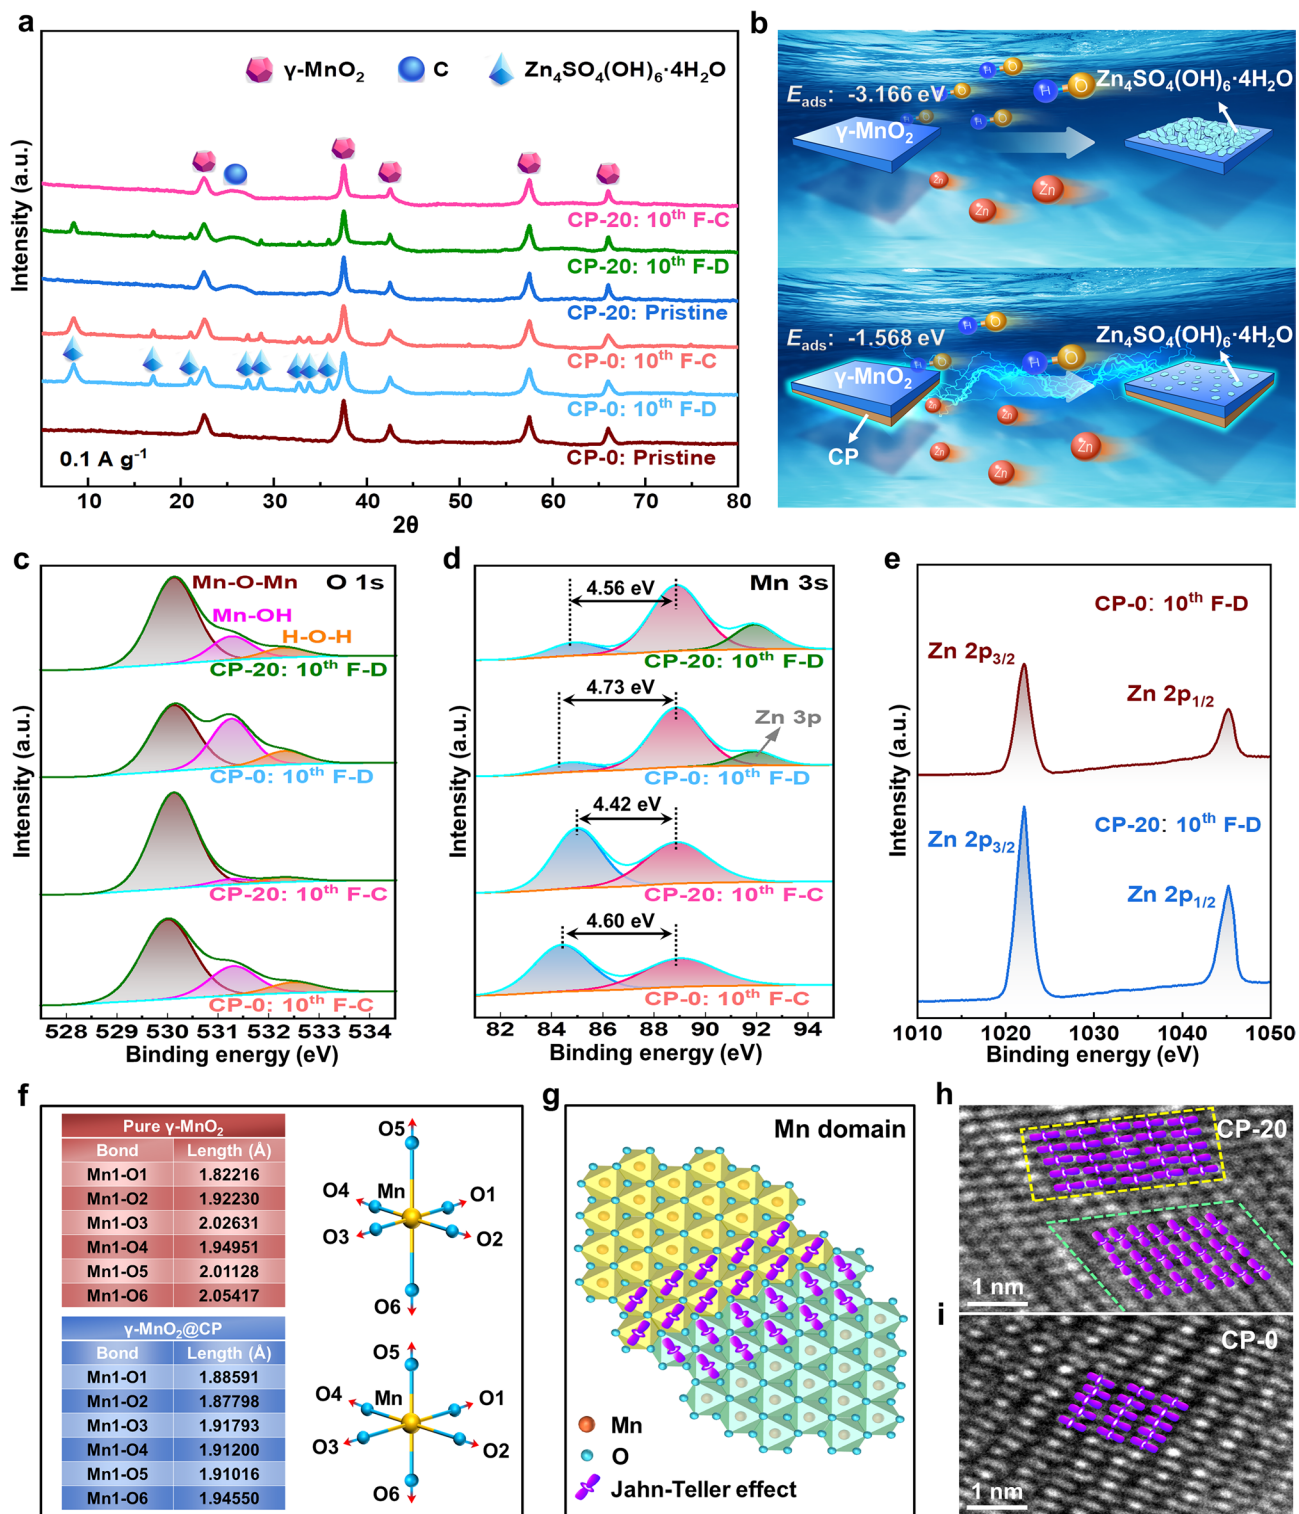 a
γ-MnO₂
C
Zn₄SO₄(OH)₆·4H₂O
Intensity (a.u.)
CP-20: 10ᵗʰ F-C
CP-20: 10ᵗʰ F-D
CP-20: Pristine
CP-0: 10ᵗʰ F-C
CP-0: 10ᵗʰ F-D
CP-0: Pristine
0.1 A g⁻¹
10 20 30 40 50 60 70 80
2θ
b
Eads: -3.166 eV
Zn₄SO₄(OH)₆·4H₂O
γ-MnO₂
H O
H O
H
H
Zn
Zn
Zn
Eads: -1.568 eV
Zn₄SO₄(OH)₆·4H₂O
γ-MnO₂
CP
H
H O
H
Zn
Zn
Zn
Zn
Zn
c
O 1s
Mn-O-Mn
Mn-OH
H-O-H
CP-20: 10ᵗʰ F-D
CP-0: 10ᵗʰ F-D
CP-20: 10ᵗʰ F-C
CP-0: 10ᵗʰ F-C
Intensity (a.u.)
528 529 530 531 532 533 534
Binding energy (eV)
d
Mn 3s
4.56 eV
CP-20: 10ᵗʰ F-D
4.73 eV
Zn 3p
CP-0: 10ᵗʰ F-D
4.42 eV
CP-20: 10ᵗʰ F-C
4.60 eV
CP-0: 10ᵗʰ F-C
Intensity (a.u.)
82 84 86 88 90 92 94
Binding energy (eV)
e
CP-0: 10ᵗʰ F-D
Zn 2p₃/₂
Zn 2p₁/₂
CP-20: 10ᵗʰ F-D
Zn 2p₃/₂
Zn 2p₁/₂
Intensity (a.u.)
1010 1020 1030 1040 1050
Binding energy (eV)
f
Pure γ-MnO₂
Bond Length (Å)
Mn1-O1 1.82216
Mn1-O2 1.92230
Mn1-O3 2.02631
Mn1-O4 1.94951
Mn1-O5 2.01128
Mn1-O6 2.05417
γ-MnO₂@CP
Bond Length (Å)
Mn1-O1 1.88591
Mn1-O2 1.87798
Mn1-O3 1.91793
Mn1-O4 1.91200
Mn1-O5 1.91016
Mn1-O6 1.94550
O5
O4 Mn O1
O3 O2
O6
O5
O4 Mn O1
O3 O2
O6
g
Mn domain
Mn
O
Jahn-Teller effect
h
CP-20
1 nm
i
CP-0
1 nm